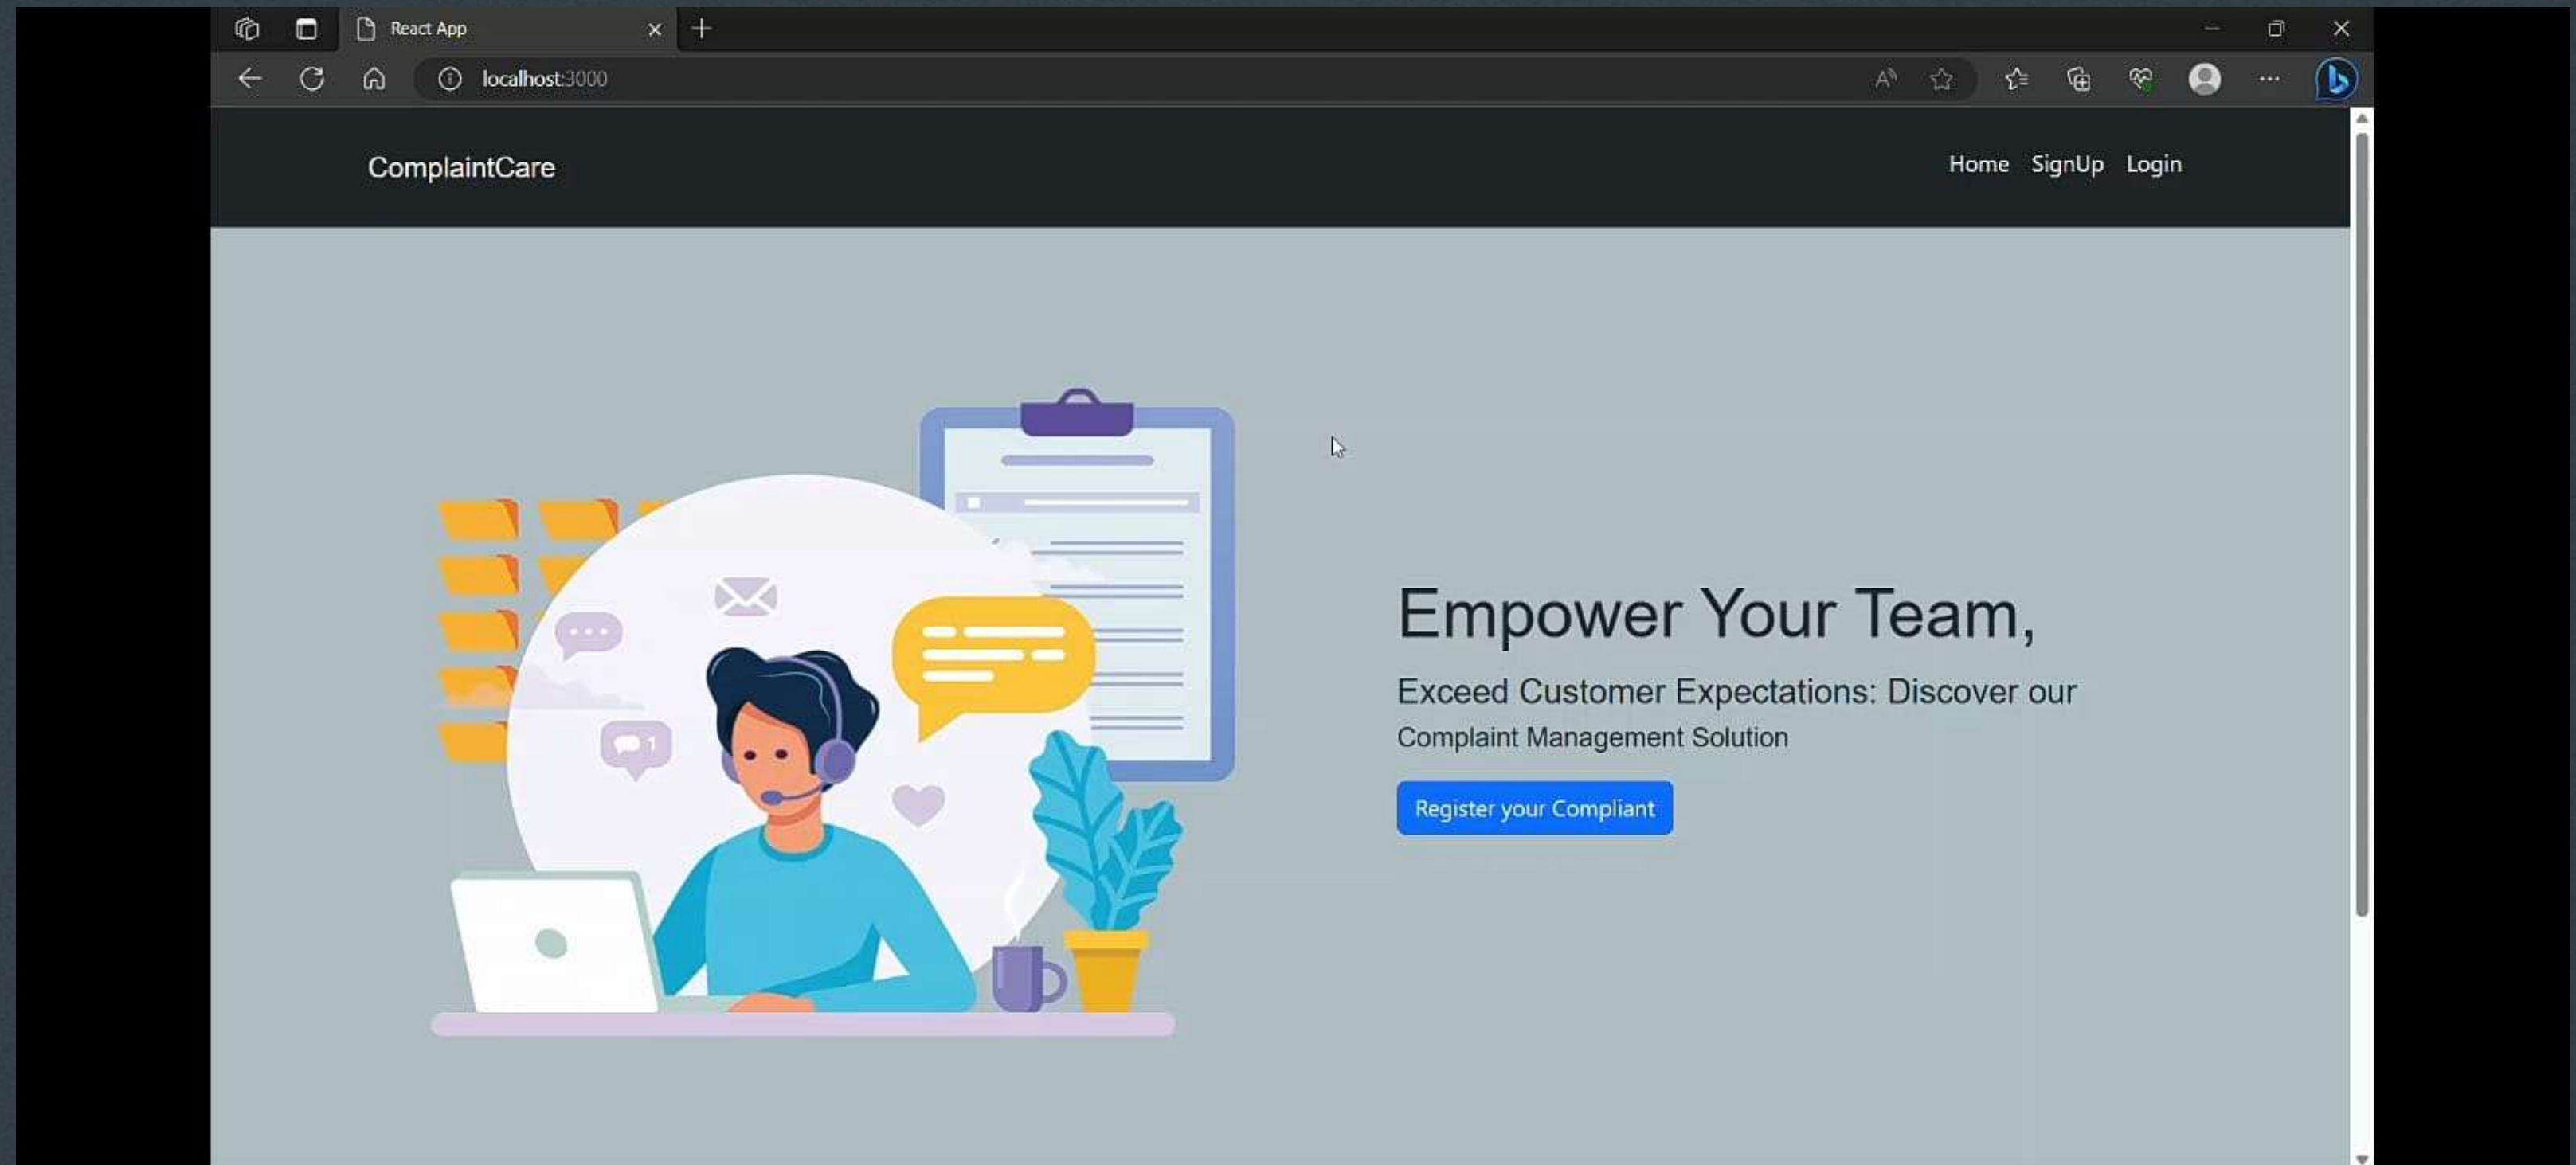 React App
localhost:3000
ComplaintCare
Home SignUp Login
1
Empower Your Team,
Exceed Customer Expectations: Discover our
Complaint Management Solution
Register your Compliant